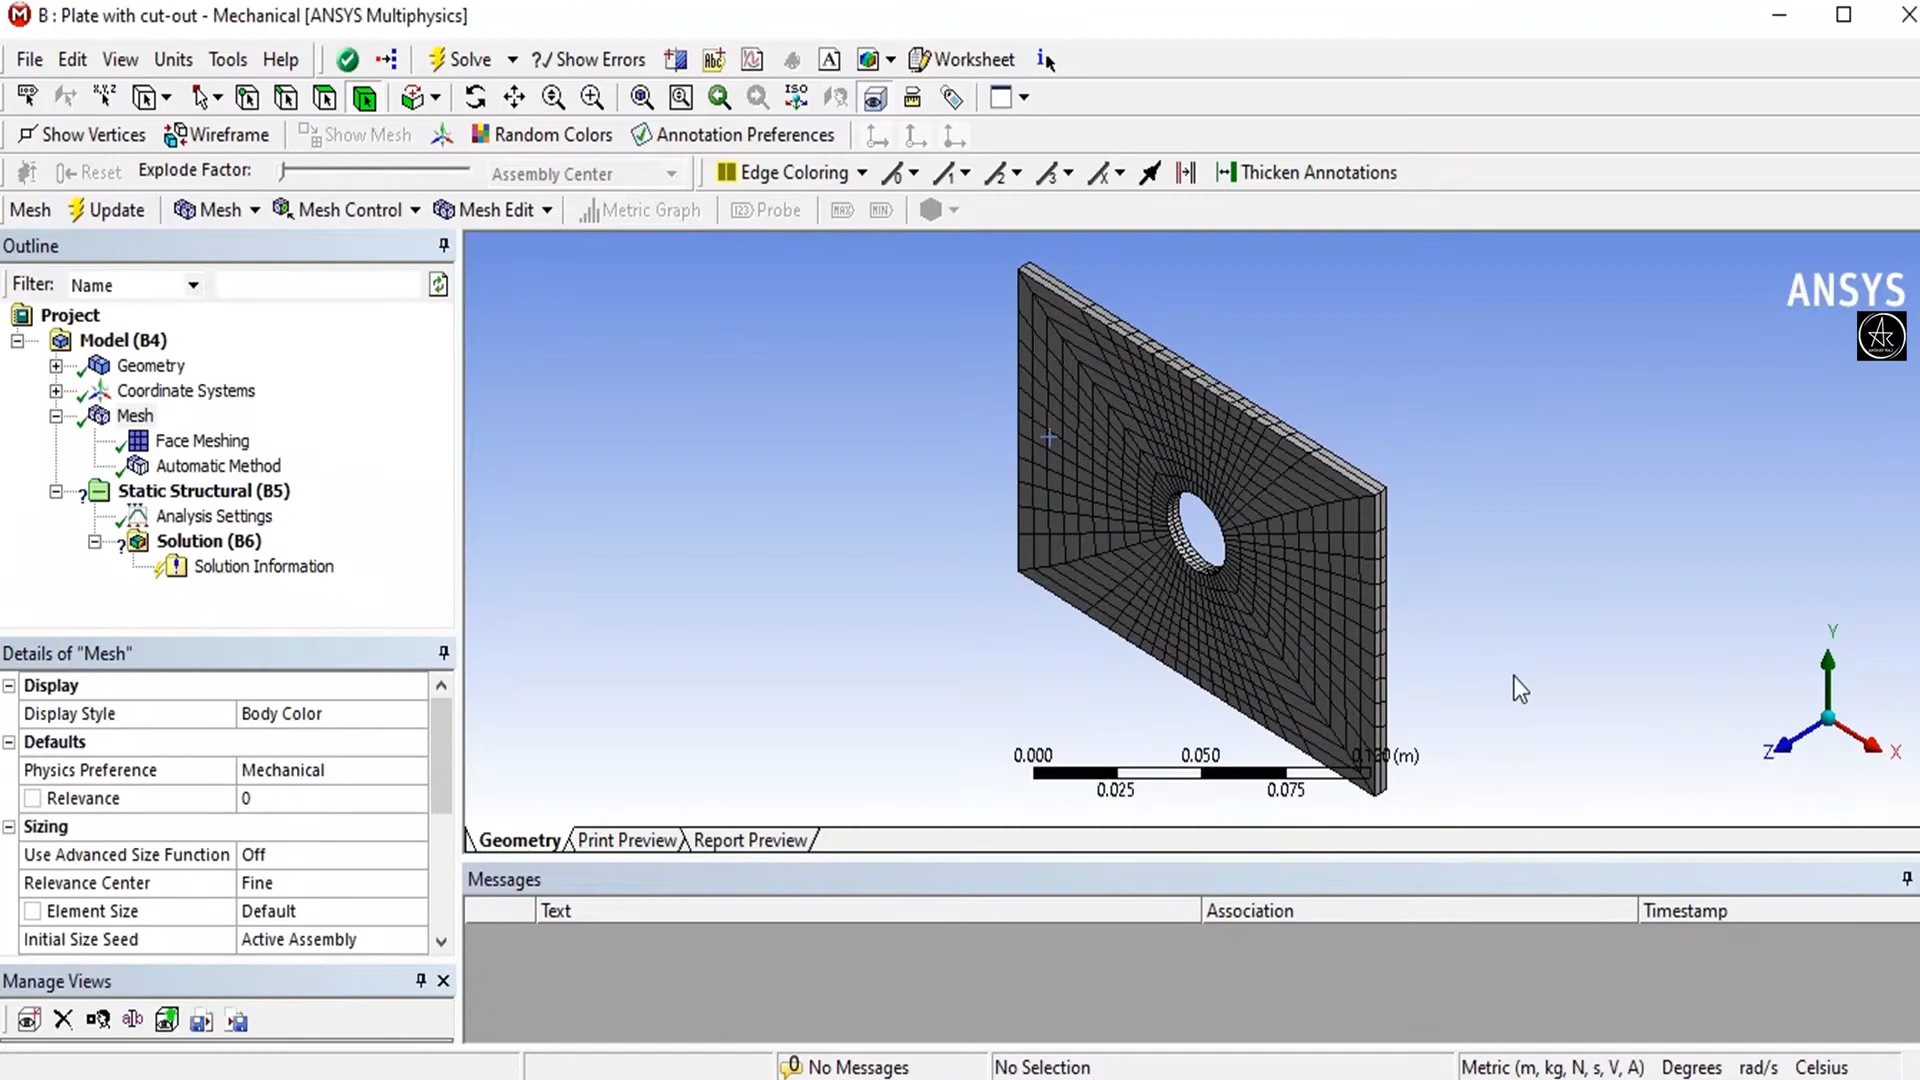 B : Plate with cut-out - Mechanical [ANSYS Multiphysics]
File Edit View Units Tools Help Solve ?/ Show Errors Worksheet
Show Vertices Wireframe Show Mesh Random Colors Annotation Preferences
Reset Explode Factor: Assembly Center Edge Coloring Thicken Annotations
Mesh Update Mesh Mesh Control Mesh Edit Metric Graph Probe MAX MIN
Outline
Filter: Name
Project
Model (B4)
Geometry
Coordinate Systems
Mesh
Face Meshing
Automatic Method
Static Structural (B5)
Analysis Settings
Solution (B6)
Solution Information
Details of "Mesh"
Display
Display Style Body Color
Defaults
Physics Preference Mechanical
Relevance 0
Sizing
Use Advanced Size Function Off
Relevance Center Fine
Element Size Default
Initial Size Seed Active Assembly
Manage Views
ANSYS
Y
Z X
0.000 0.050 (m)
0.025 0.075
Geometry Print Preview Report Preview
Messages
Text Association Timestamp
No Messages No Selection Metric (m, kg, N, s, V, A) Degrees rad/s Celsius